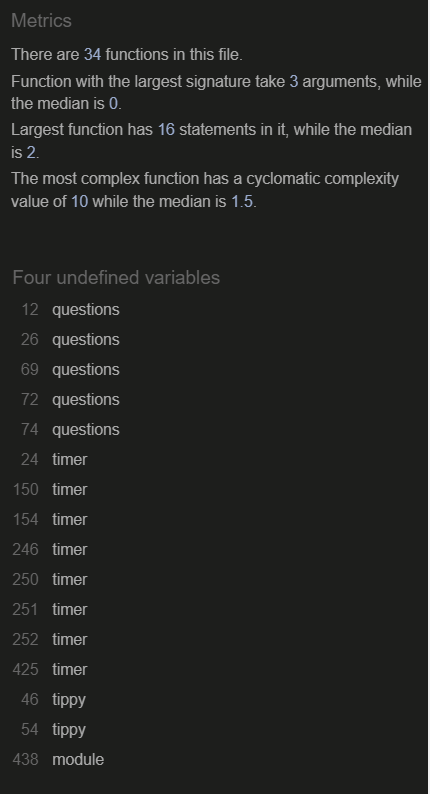 Metrics
There are 34 functions in this file.
Function with the largest signature take 3 arguments, while
the median is 0.
Largest function has 16 statements in it, while the median
is 2.
The most complex function has a cyclomatic complexity
value of 10 while the median is 1.5.
Four undefined variables
12 questions
26 questions
69 questions
72 questions
74 questions
24 timer
150 timer
154 timer
246 timer
250 timer
251 timer
252 timer
425 timer
46 tippy
54 tippy
438 module